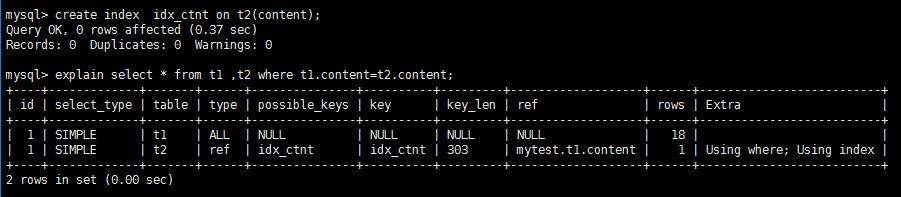 mysql> create index  idx_ctnt on t2(content);
Query OK, 0 rows affected (0.37 sec)
Records: 0  Duplicates: 0  Warnings: 0

mysql> explain select * from t1 ,t2 where t1.content=t2.content;
+----+-------------+-------+------+---------------+----------+---------+-------------------+------+--------------------------+
| id | select_type | table | type | possible_keys | key      | key_len | ref               | rows | Extra                    |
+----+-------------+-------+------+---------------+----------+---------+-------------------+------+--------------------------+
|  1 | SIMPLE      | t1    | ALL  | NULL          | NULL     | NULL    | NULL              |   18 |                          |
|  1 | SIMPLE      | t2    | ref  | idx_ctnt      | idx_ctnt | 303     | mytest.t1.content |    1 | Using where; Using index |
+----+-------------+-------+------+---------------+----------+---------+-------------------+------+--------------------------+
2 rows in set (0.00 sec)